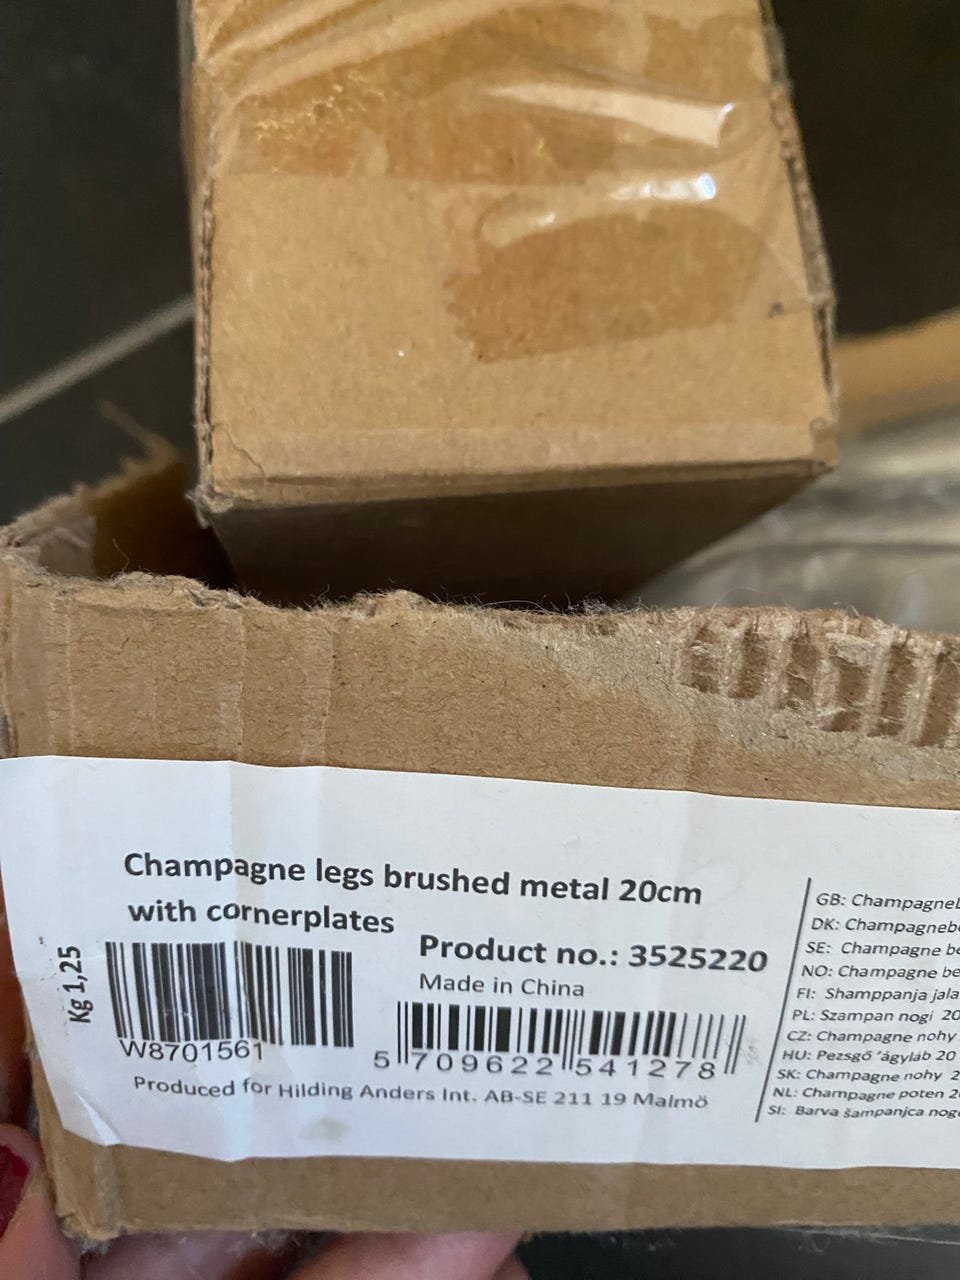 Champagne legs brushed metal 20cm
with cornerplates
Kg 1,25
W8701561
Product no.: 3525220
Made in China
5 709622 541278
Produced for Hilding Anders Int. AB-SE 211 19 Malmö
GB:
DK:
SE: Champagne
NO: Champagne
FI: Shamppanja
PL: Szampan nogi
CZ: Champagne nohy
HU: Pezsgő 'ágyláb 20
SK: Champagne nohy
NL: Champagne poten
SI: Barva šampanjca